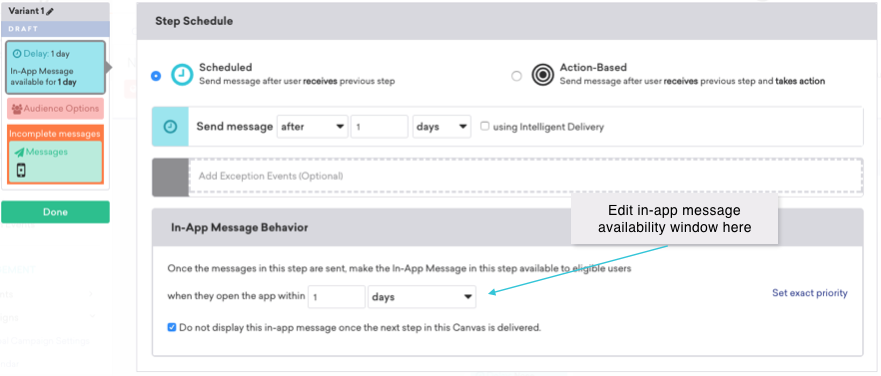 Variant 1
DRAFT
Delay: 1 day
In-App Message
available for 1 day
Audience Options
Incomplete messages
Messages
Done
Step Schedule
Scheduled
Send message after user receives previous step
Action-Based
Send message after user receives previous step and takes action
Send message after 1 days using Intelligent Delivery
Add Exception Events (Optional)
Edit in-app message
availability window here
In-App Message Behavior
Once the messages in this step are sent, make the In-App Message in this step available to eligible users
when they open the app within 1 days
Set exact priority
Do not display this in-app message once the next step in this Canvas is delivered.